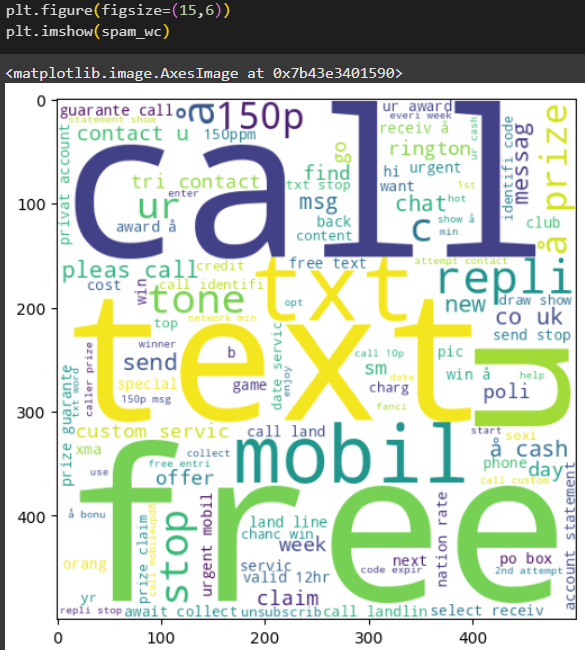 plt.figure(figsize=(15,6))
plt.imshow(spam_wc)
<matplotlib.image.AxesImage at 0x7b43e3401590>
0
100
200
300
400
0
100
200
300
400
guarante call
statement show
å
150p
ur award
everi week
contact u
150ppm
receiv å
rington
go
ur cash
identifi code
messag
å prize
privat account
call
tri contact
enter
find
txt stop
hi
want
urgent
1st
ur
msg
chat
hot
award å
back
content
c
show å
min
club
pleas call
credit
free text
attempt contact
repli
cost
win
call identifi
tone
txt
opt
new
draw show
co uk
top
network min
send stop
text
u
winner
caller prize
send
special
150p msg
b
game
date servic
enjoy
call 10p
sm
charg
date
fanci
pic
win å
help
poli
prize guarante
txt word
custom servic
call land
mobil
start
sexi
å cash
xma
collect
free entri
offer
use
phone
day
call custom
free
å bonu
prize claim
call mobileupd8
stop
urgent mobil
land line
chanc win
week
nation rate
account statement
orang
servic
valid 12hr
next
code expir
po box
2nd attempt
yr
claim
repli stop
await collect
unsubscrib
call landlin
select receiv